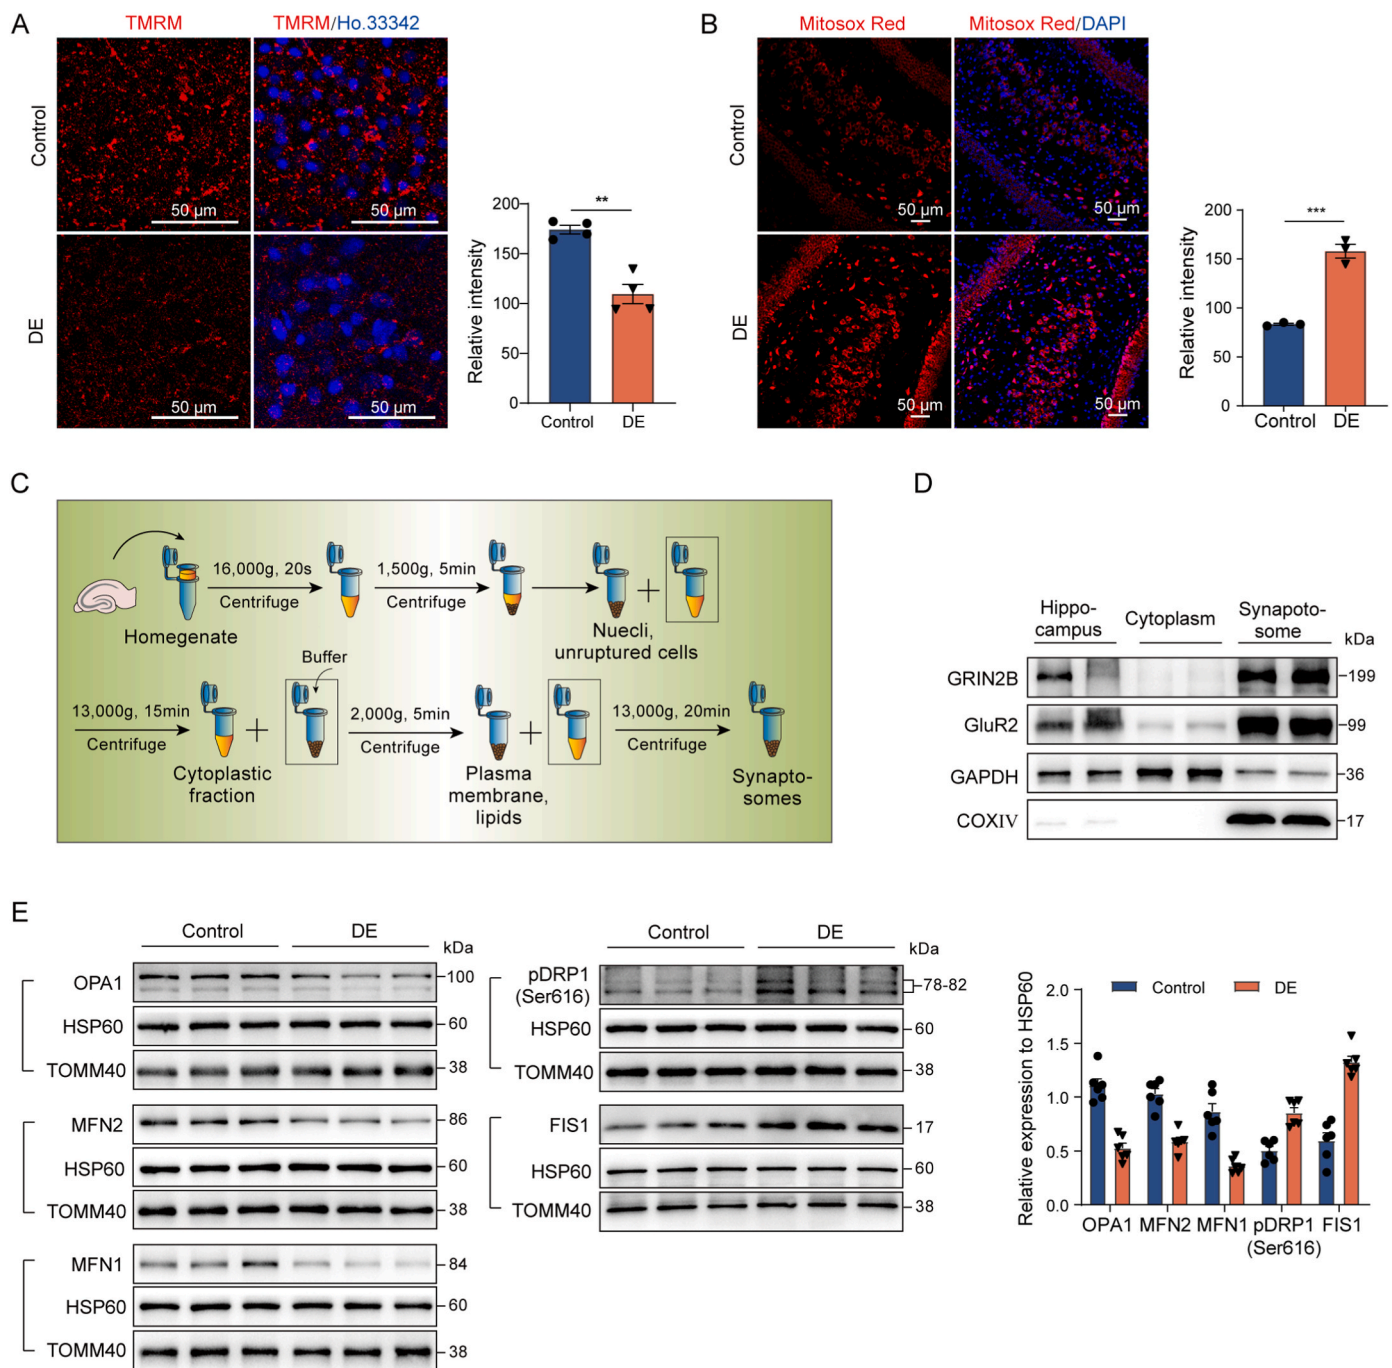 A
TMRM
TMRM/Ho.33342
Control
50 μm
50 μm
DE
50 μm
50 μm
Relative intensity
200
150
100
50
0
**
Control
DE
B
Mitosox Red
Mitosox Red/DAPI
Control
50 μm
50 μm
DE
50 μm
50 μm
Relative intensity
200
150
100
50
0
***
Control
DE
C
Homegenate
16,000g, 20s
Centrifuge
1,500g, 5min
Centrifuge
Nuecli,
unruptured cells
+
13,000g, 15min
Centrifuge
Cytoplastic
fraction
+
Buffer
2,000g, 5min
Centrifuge
Plasma
membrane,
lipids
+
13,000g, 20min
Centrifuge
Synapto-
somes
D
Hippo-
campus
Cytoplasm
Synapoto-
some
kDa
GRIN2B
199
GluR2
99
GAPDH
36
COXIV
17
E
Control
DE
kDa
OPA1
100
HSP60
60
TOMM40
38
MFN2
86
HSP60
60
TOMM40
38
MFN1
84
HSP60
60
TOMM40
38
Control
DE
kDa
pDRP1
(Ser616)
78-82
HSP60
60
TOMM40
38
FIS1
17
HSP60
60
TOMM40
38
Relative expression to HSP60
2.0
1.5
1.0
0.5
0.0
Control
DE
OPA1
MFN2
MFN1
pDRP1
(Ser616)
FIS1